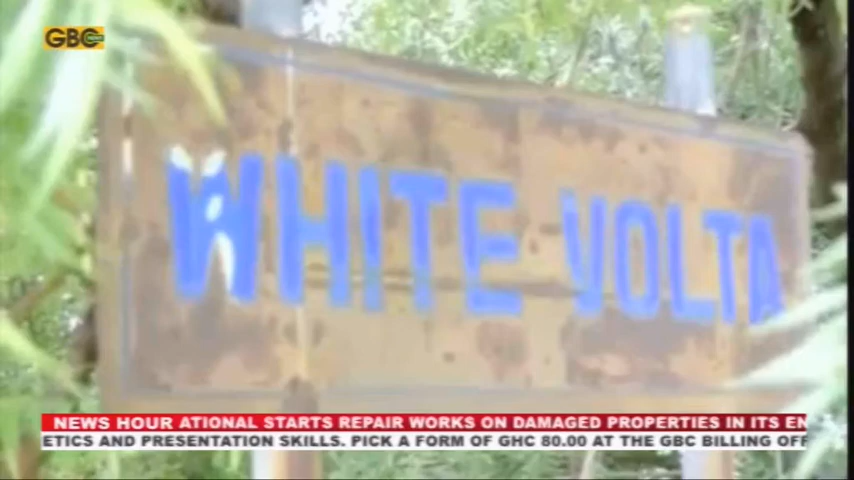 GBC NEWS
WHITE VOLTA
NEWS HOUR ATIONAL STARTS REPAIR WORKS ON DAMAGED PROPERTIES IN ITS EN
ETICS AND PRESENTATION SKILLS. PICK A FORM OF GHC 80.00 AT THE GBC BILLING OFF